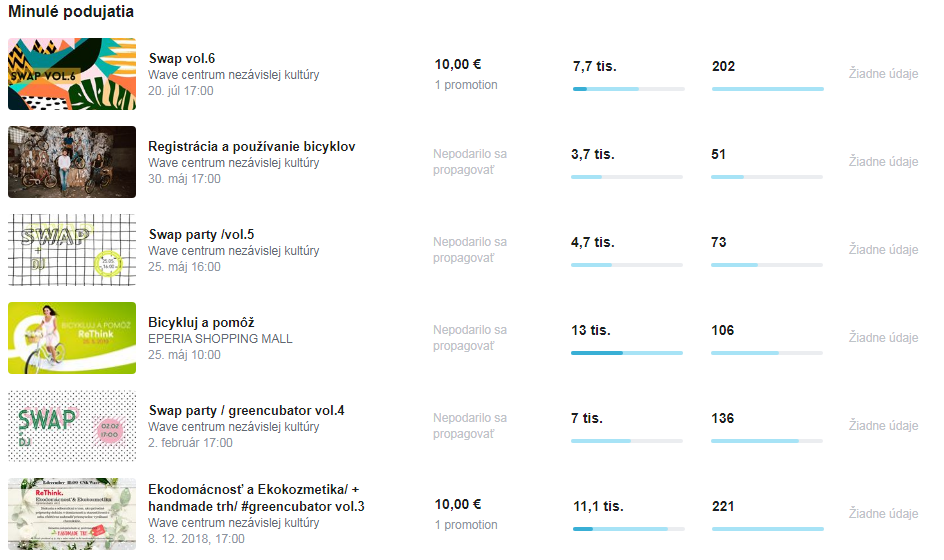 Minulé podujatia
SWAP VOL.6
Swap vol.6
Wave centrum nezávislej kultúry
20. júl 17:00
10,00 €
1 promotion
7,7 tis.
202
Žiadne údaje
Registrácia a používanie bicyklov
Wave centrum nezávislej kultúry
30. máj 17:00
Nepodarilo sa
propagovať
3,7 tis.
51
Žiadne údaje
SWAP
+
DJ
25.05.
16:00
Swap party /vol.5
Wave centrum nezávislej kultúry
25. máj 16:00
Nepodarilo sa
propagovať
4,7 tis.
73
Žiadne údaje
BICYKLUJ A POMÔŽ
ReThink
Bicykluj a pomôž
EPERIA SHOPPING MALL
25. máj 10:00
Nepodarilo sa
propagovať
13 tis.
106
Žiadne údaje
SWAP
DJ
02.02
17:00
Swap party / greencubator vol.4
Wave centrum nezávislej kultúry
2. február 17:00
Nepodarilo sa
propagovať
7 tis.
136
Žiadne údaje
ReThink.
Ekodomácnosť & Ekokozmetika
HANDMADE TRH
Ekodomácnosť a Ekokozmetika/ +
handmade trh/ #greencubator vol.3
Wave centrum nezávislej kultúry
8. 12. 2018, 17:00
10,00 €
1 promotion
11,1 tis.
221
Žiadne údaje